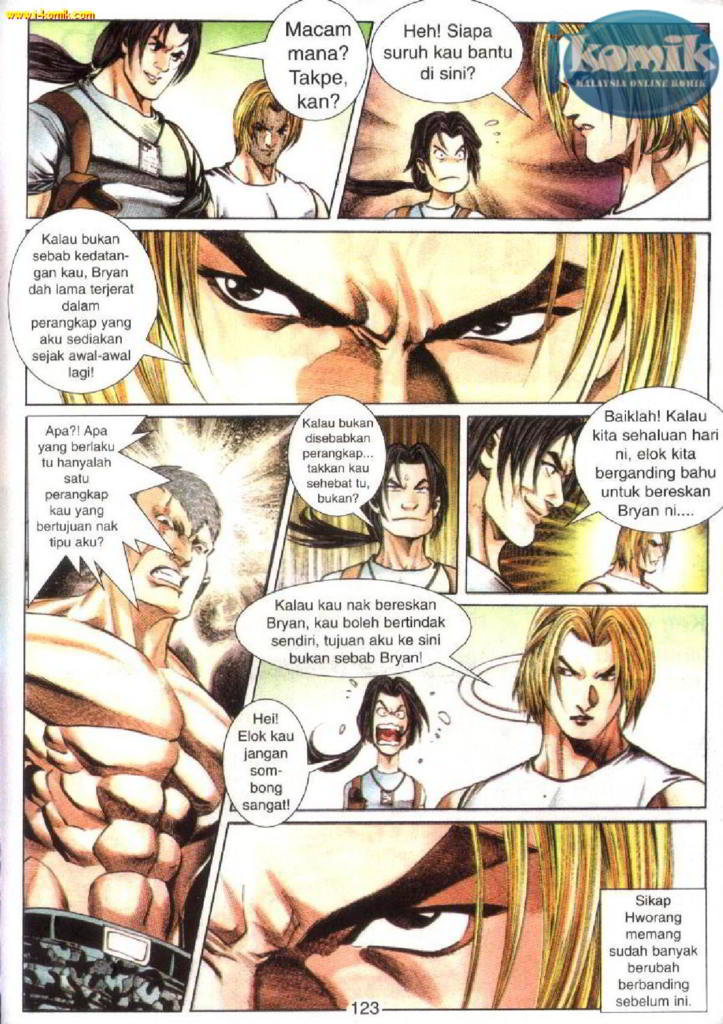 www.i-komik.com
Macam
mana?
Takpe,
kan?
Heh! Siapa
suruh kau bantu
di sini?
komik
MALAYSIA ONLINE KOMIK
Kalau bukan
sebab kedatan-
gan kau, Bryan
dah lama terjerat
dalam
perangkap yang
aku sediakan
sejak awal-awal
lagi!
Apa?! Apa
yang berlaku
tu hanyalah
satu
perangkap
kau yang
bertujuan nak
tipu aku?
Kalau bukan
disebabkan
perangkap...
takkan kau
sehebat tu,
bukan?
Baiklah! Kalau
kita sehaluan hari
ni, elok kita
berganding bahu
untuk bereskan
Bryan ni....
Kalau kau nak bereskan
Bryan, kau boleh bertindak
sendiri, tujuan aku ke sini
bukan sebab Bryan!
Hei!
Elok kau
jangan
som-
bong
sangat!
Sikap
Hworang
memang
sudah banyak
berubah
berbanding
sebelum ini.
123